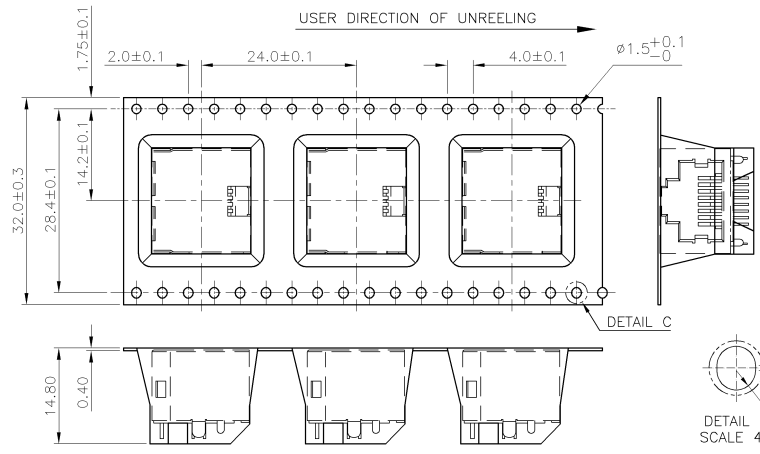 USER DIRECTION OF UNREELING
1.75±0.1
2.0±0.1
24.0±0.1
4.0±0.1
ø1.5+0.1
-0
32.0±0.3
28.4±0.1
14.2±0.1
DETAIL C
14.80
0.40
DETAIL
SCALE 4